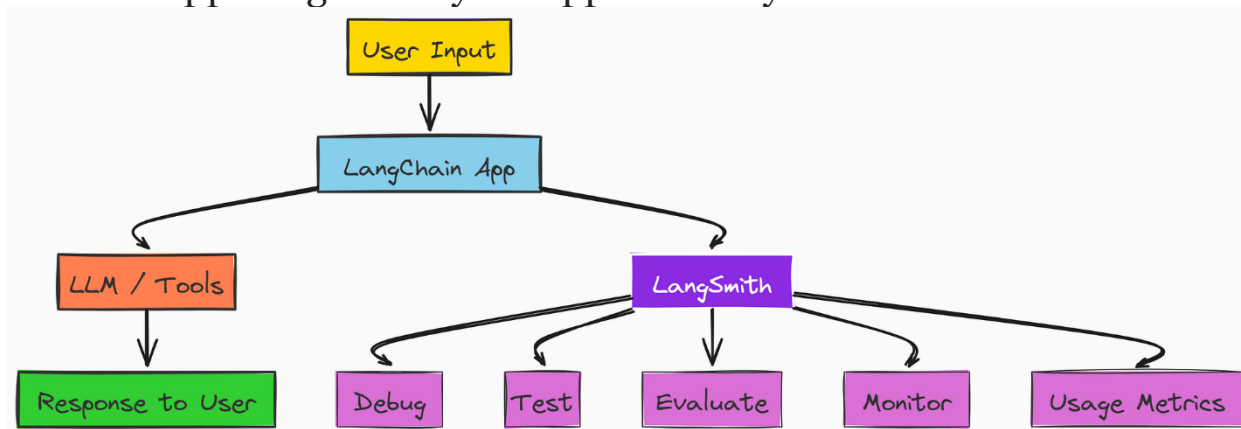 User Input
LangChain App
LLM / Tools
LangSmith
Response to User
Debug
Test
Evaluate
Monitor
Usage Metrics